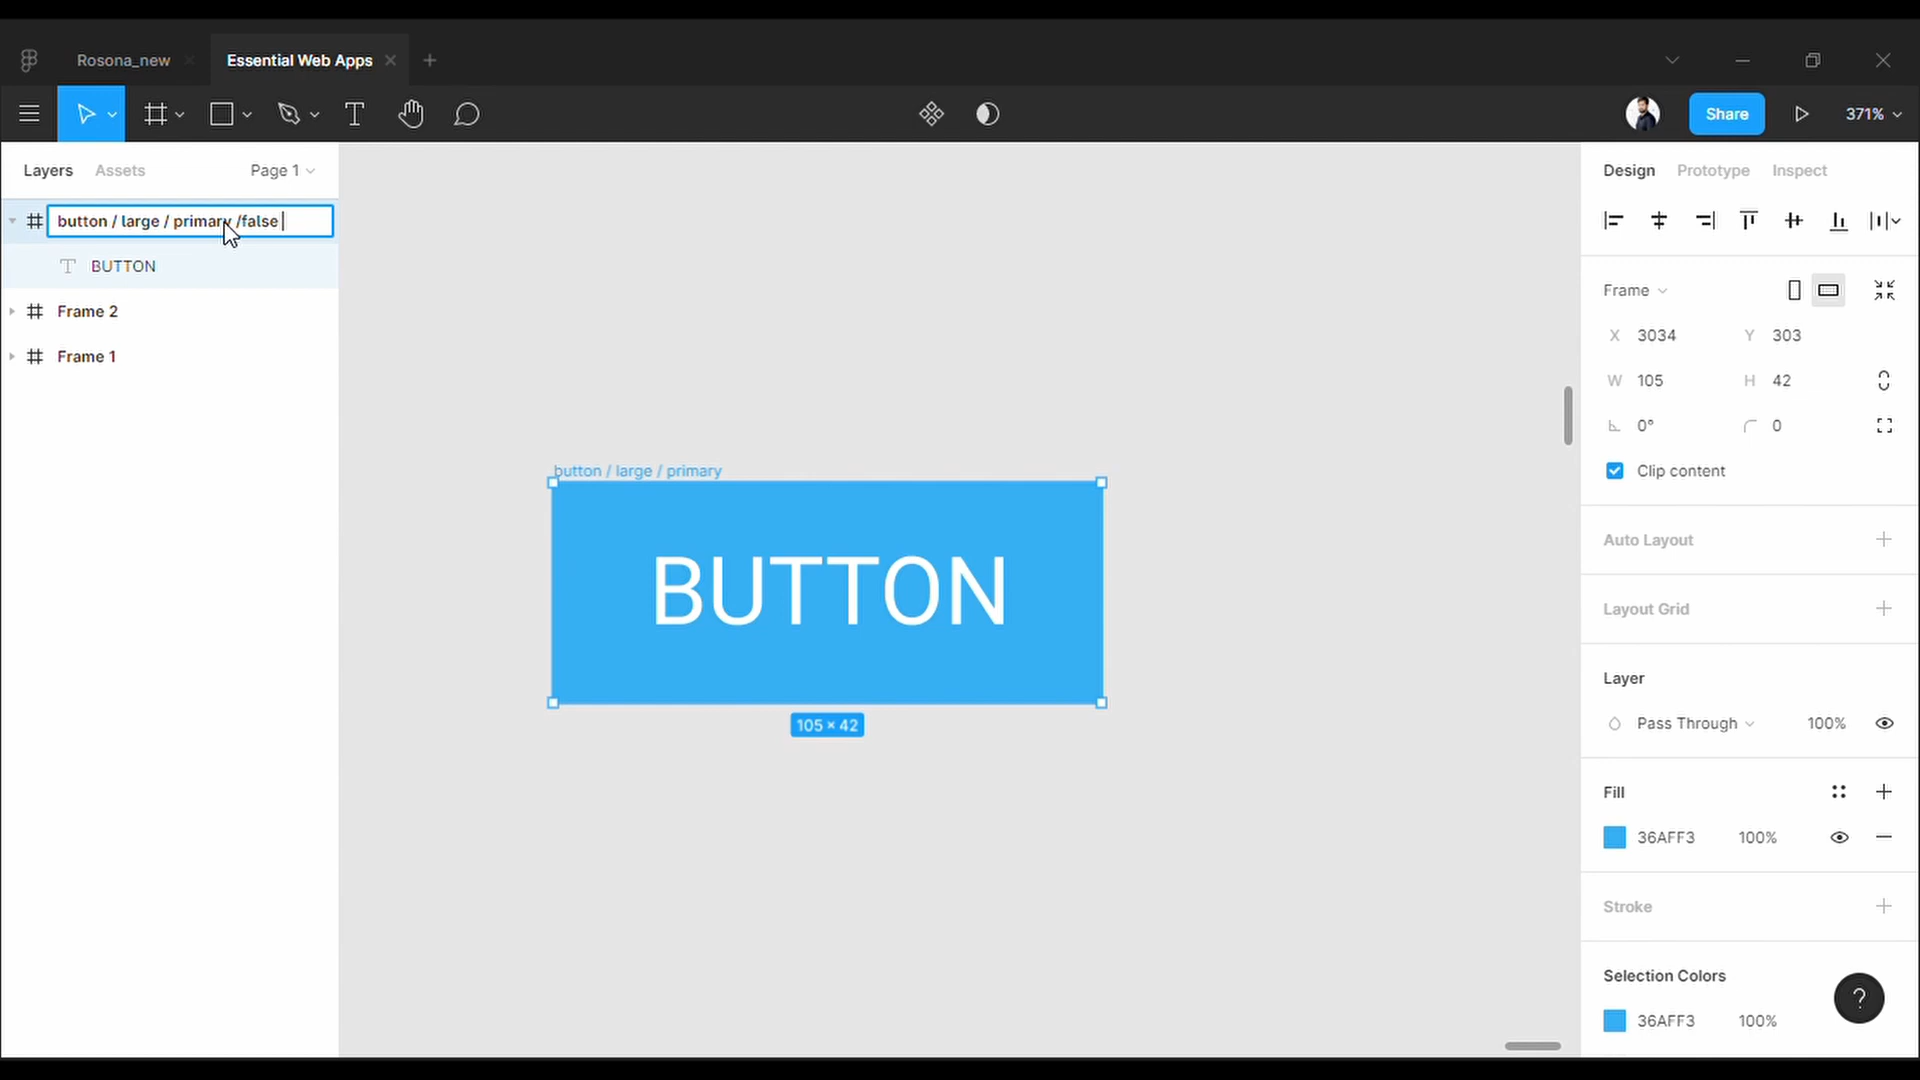 Rosona_new
Essential Web Apps
Share
371%
Layers
Assets
Page 1
button / large / primary /false
BUTTON
Frame 2
Frame 1
button / large / primary
BUTTON
105 × 42
Design
Prototype
Inspect
Frame
X 3034
Y 303
W 105
H 42
0°
0
Clip content
Auto Layout
Layout Grid
Layer
Pass Through
100%
Fill
36AFF3
100%
Stroke
Selection Colors
36AFF3
100%
?